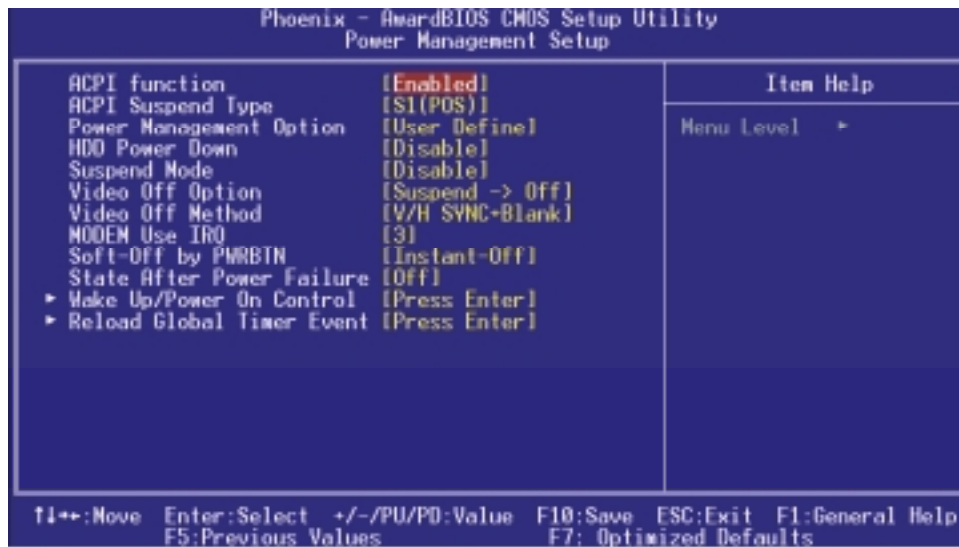 Phoenix - AwardBIOS CMOS Setup Utility
Power Management Setup
ACPI function [Enabled]
ACPI Suspend Type [S1(POS)]
Power Management Option [User Define]
HDD Power Down [Disable]
Suspend Mode [Disable]
Video Off Option [Suspend -> Off]
Video Off Method [V/H SYNC+Blank]
MODEM Use IRQ [3]
Soft-Off by PWRBTN [Instant-Off]
State After Power Failure [Off]
► Wake Up/Power On Control [Press Enter]
► Reload Global Timer Event [Press Enter]
Item Help
Menu Level ►
↑↓→←:Move Enter:Select +/-/PU/PD:Value F10:Save ESC:Exit F1:General Help
F5:Previous Values F7: Optimized Defaults